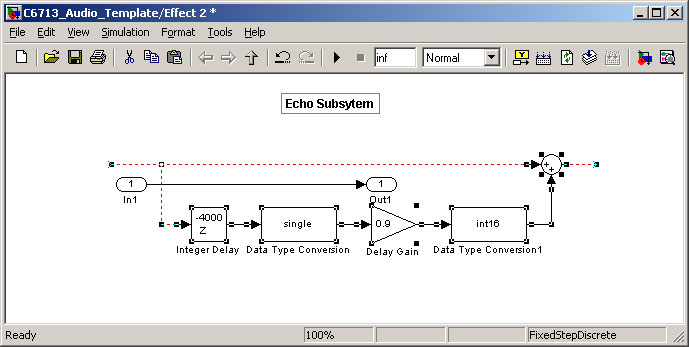 C6713_Audio_Template/Effect 2 *
File Edit View Simulation Format Tools Help
inf Normal
Echo Subsytem
1 1
In1 Out1
-4000
Z single 0.9 int16
Integer Delay Data Type Conversion Delay Gain Data Type Conversion1
Ready 100% FixedStepDiscrete